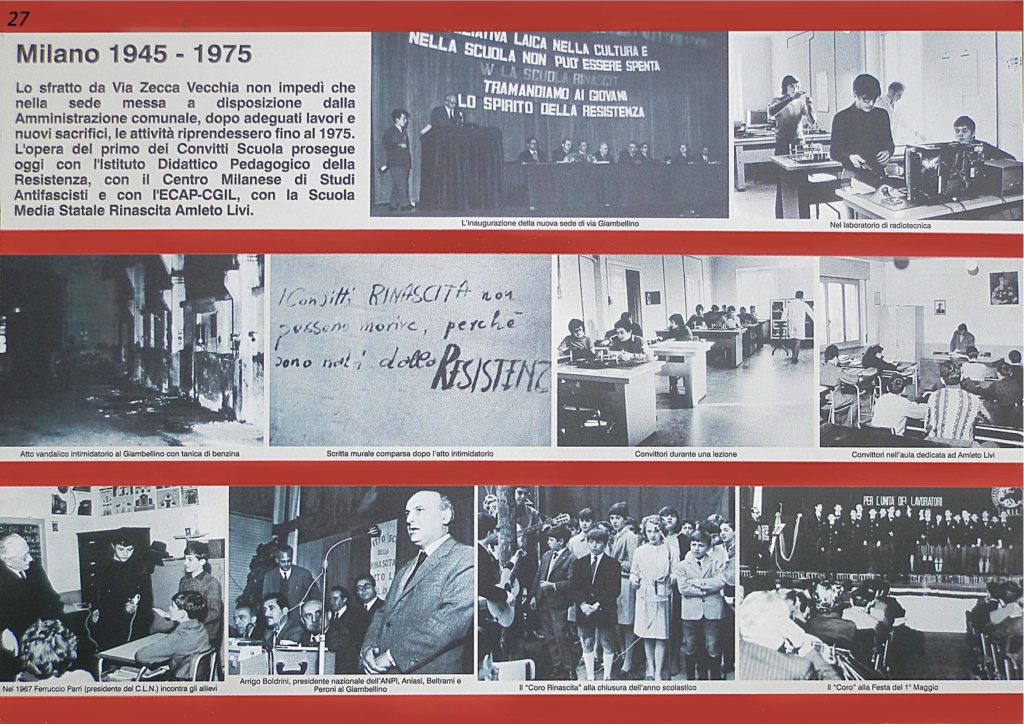 27
Milano 1945 - 1975
Lo sfratto da Via Zecca Vecchia non impedì che
nella sede messa a disposizione dalla
Amministrazione comunale, dopo adeguati lavori e
nuovi sacrifici, le attività riprendessero fino al 1975.
L'opera del primo dei Convitti Scuola prosegue
oggi con l'Istituto Didattico Pedagogico della
Resistenza, con il Centro Milanese di Studi
Antifascisti e con l'ECAP-CGIL, con la Scuola
Media Statale Rinascita Amleto Livi.
LAICA NELLA CULTURA E
NELLA SCUOLA NON PUÒ ESSERE SPENTA
W LA SCUOLA RINASCIT
TRAMANDIAMO AI GIOVANI
LO SPIRITO DELLA RESISTENZA
L'inaugurazione della nuova sede di via Giambellino
Nel laboratorio di radiotecnica
I Convitti RINASCITA non
possono morire, perchè
sono nati dalla RESISTENZ
Atto vandalico intimidatorio al Giambellino con tanica di benzina
Scritta murale comparsa dopo l'atto intimidatorio
Convittori durante una lezione
Convittori nell'aula dedicata ad Amleto Livi
DELLA
RINASCITA
PER L'UNITÀ DEI LAVORATORI
Nel 1967 Ferruccio Parri (presidente del C.L.N.) incontra gli allievi
Arrigo Boldrini, presidente nazionale dell'ANPI, Aniasi, Beltrami e
Peroni al Giambellino
Il "Coro Rinascita" alla chiusura dell'anno scolastico
Il "Coro" alla Festa del 1° Maggio